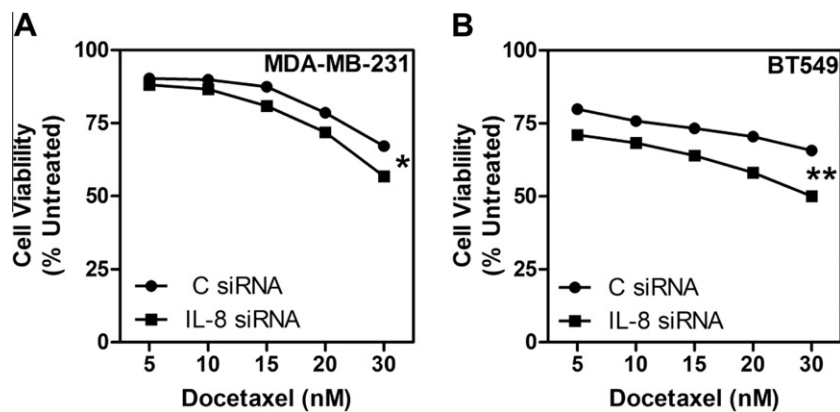 A
MDA-MB-231
Cell Viablility
(% Untreated)
100
75
50
25
0
*
C siRNA
IL-8 siRNA
5 10 15 20 30
Docetaxel (nM)
B
BT549
Cell Viablility
(% Untreated)
100
75
50
25
0
**
C siRNA
IL-8 siRNA
5 10 15 20 30
Docetaxel (nM)